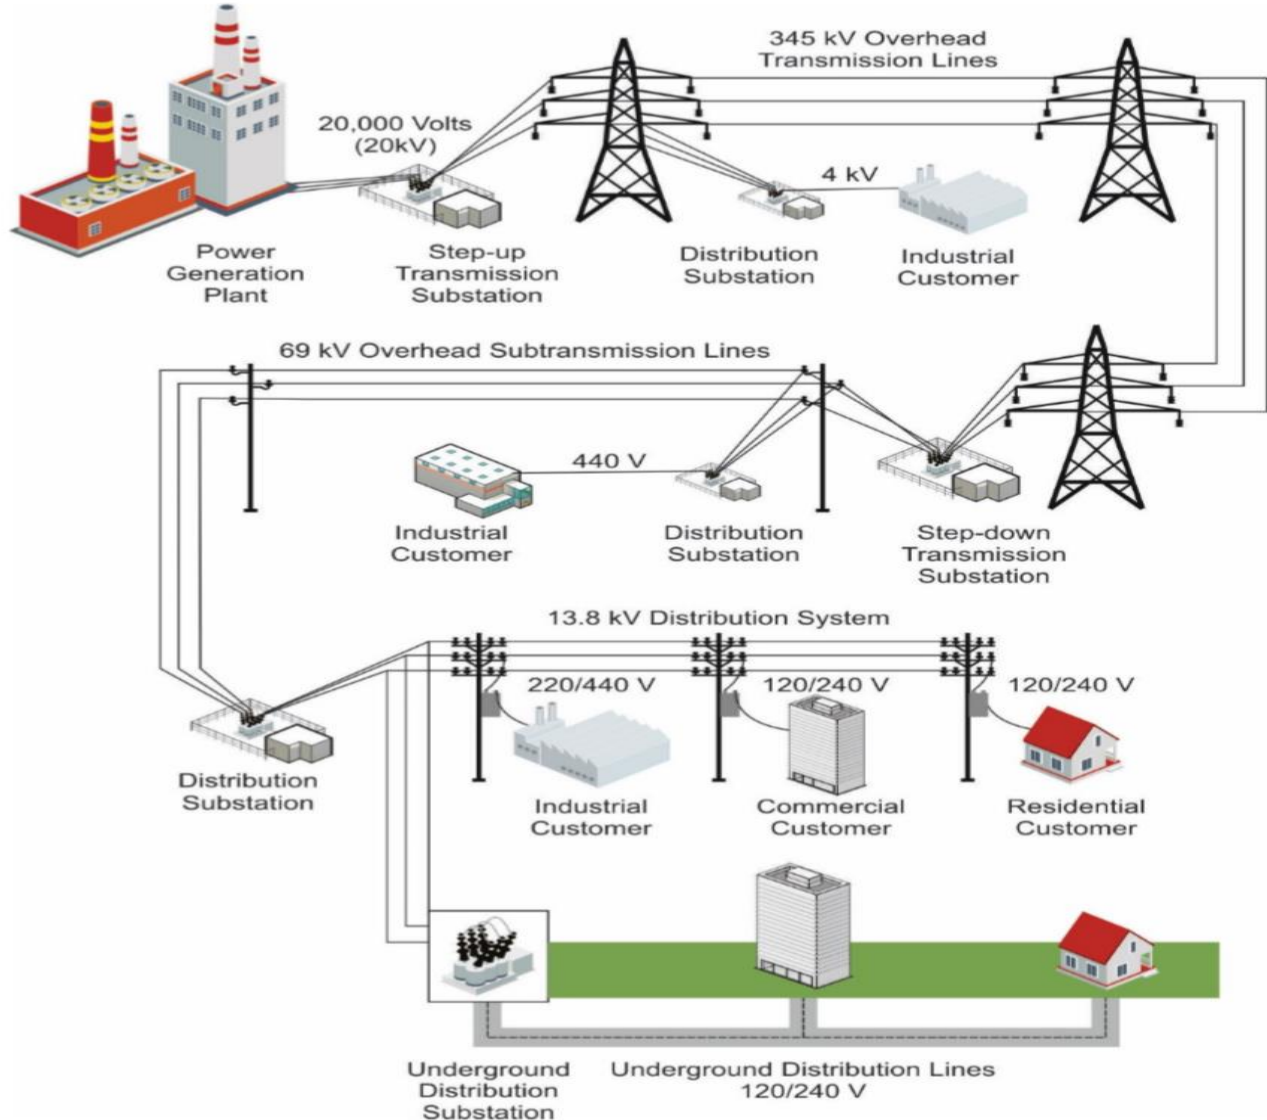 345 kV Overhead
Transmission Lines
20,000 Volts
(20kV)
4 kV
Power
Generation
Plant
Step-up
Transmission
Substation
Distribution
Substation
Industrial
Customer
69 kV Overhead Subtransmission Lines
440 V
Industrial
Customer
Distribution
Substation
Step-down
Transmission
Substation
13.8 kV Distribution System
220/440 V
120/240 V
120/240 V
Distribution
Substation
Industrial
Customer
Commercial
Customer
Residential
Customer
Underground
Distribution
Substation
Underground Distribution Lines
120/240 V